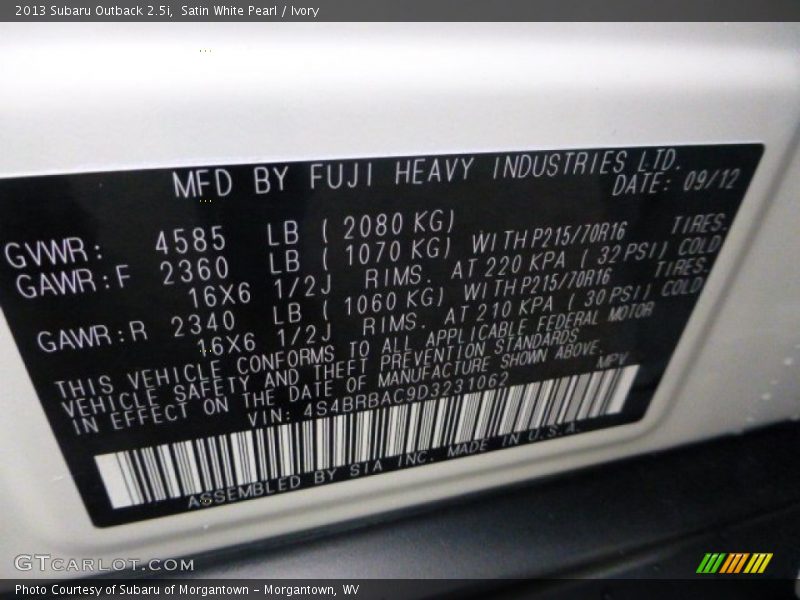 2013 Subaru Outback 2.5i, Satin White Pearl / Ivory
MFD BY FUJI HEAVY INDUSTRIES LTD.
DATE: 09/12
GVWR: 4585 LB ( 2080 KG)
GAWR:F 2360 LB ( 1070 KG) WITHP215/70R16 TIRES.
16X6 1/2J RIMS. AT 220 KPA ( 32 PSI) COLD
GAWR:R 2340 LB ( 1060 KG) WITHP215/70R16 TIRES.
16X6 1/2J RIMS. AT 210 KPA ( 30 PSI) COLD
THIS VEHICLE CONFORMS TO ALL APPLICABLE FEDERAL MOTOR
VEHICLE SAFETY AND THEFT PREVENTION STANDARDS
IN EFFECT ON THE DATE OF MANUFACTURE SHOWN ABOVE.
VIN: 4S4BRBAC9D3231062 MPV
ASSEMBLED BY SIA INC. MADE IN U.S.A.
GTCARLOT.COM
Photo Courtesy of Subaru of Morgantown - Morgantown, WV